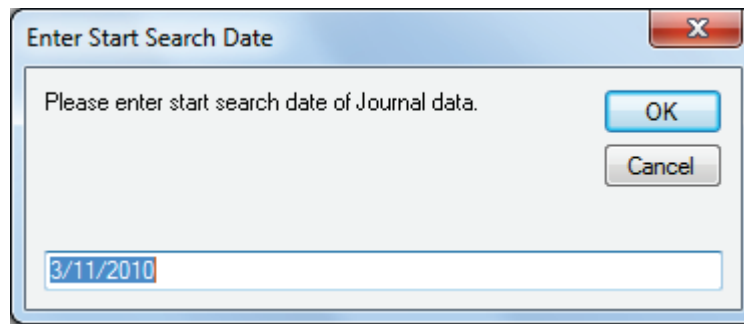 Enter Start Search Date
Please enter start search date of Journal data.
OK
Cancel
3/11/2010